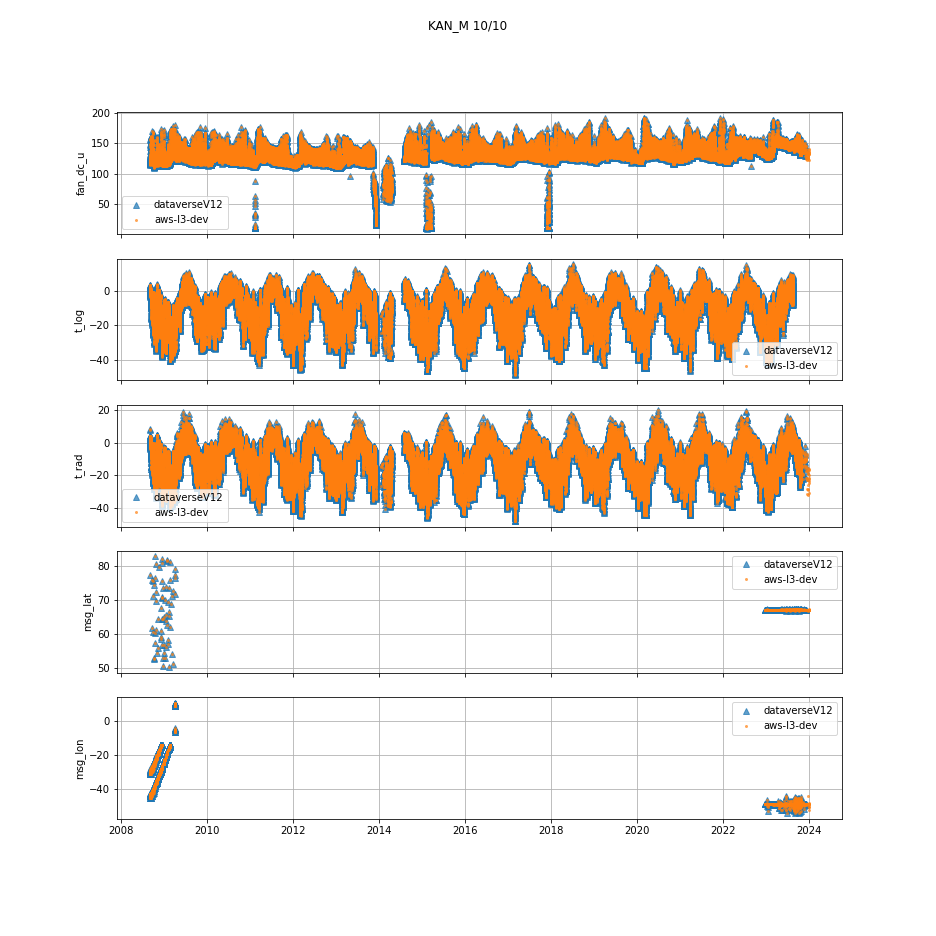 KAN_M 10/10
200
150
100
50
fan_dc_u
dataverseV12
aws-l3-dev
0
−20
−40
t_log
dataverseV12
aws-l3-dev
20
0
−20
−40
t_rad
dataverseV12
aws-l3-dev
80
70
60
50
msg_lat
dataverseV12
aws-l3-dev
0
−20
−40
msg_lon
dataverseV12
aws-l3-dev
2008 2010 2012 2014 2016 2018 2020 2022 2024